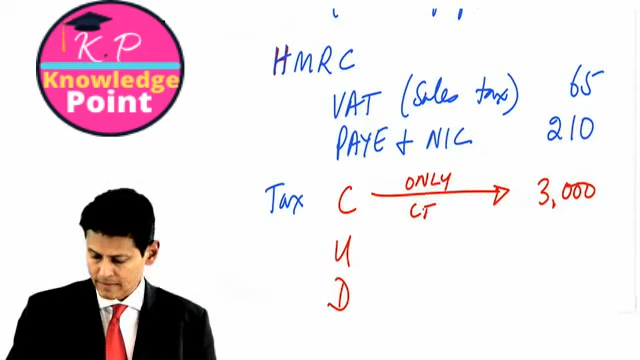 K.P
Knowledge
Point
HMRC
VAT (Sales tax) 65
PAYE + NIC 210
Tax C ONLY 3,000
CT
U
D